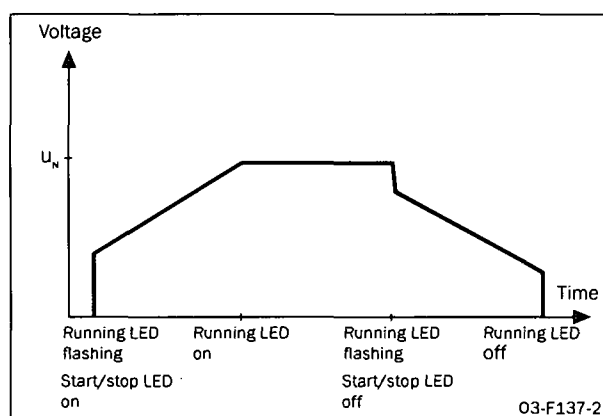 Voltage
U_N
Time
Running LED
flashing
Running LED
on
Running LED
flashing
Running LED
off
Start/stop LED
on
Start/stop LED
off
03-F137-2